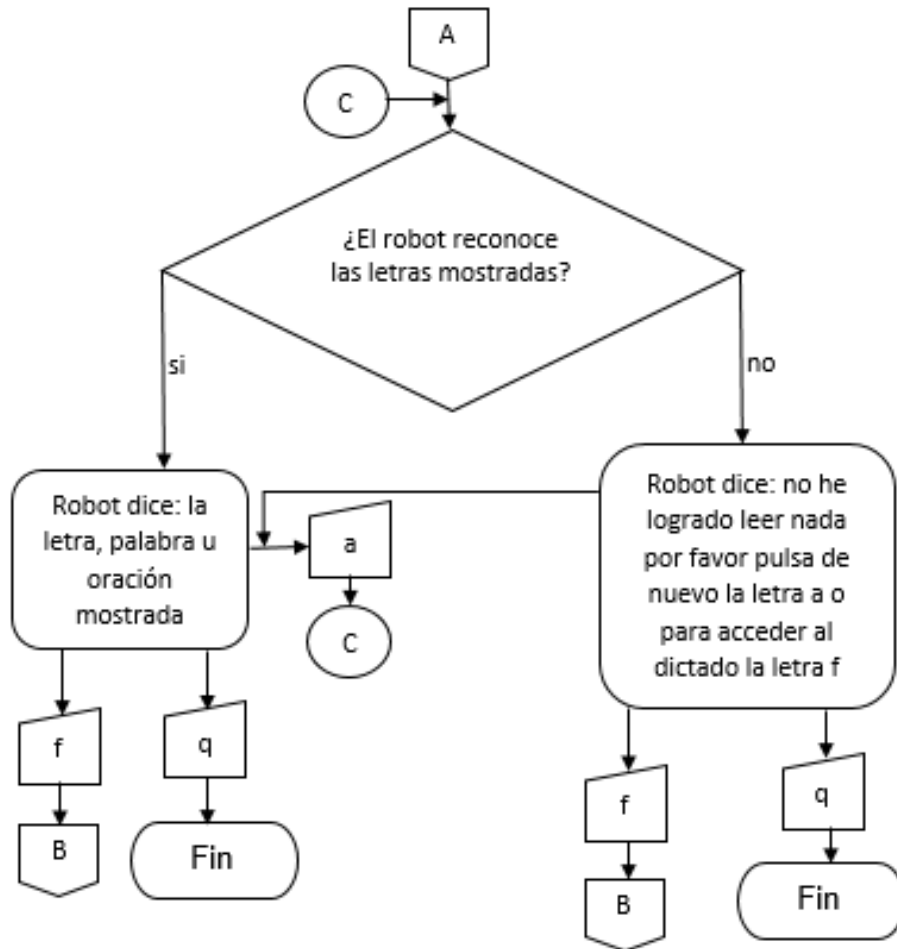 A
C
¿El robot reconoce
las letras mostradas?
si
no
Robot dice: la
letra, palabra u
oración
mostrada
a
C
Robot dice: no he
logrado leer nada
por favor pulsa de
nuevo la letra a o
para acceder al
dictado la letra f
f
q
B
Fin
f
q
B
Fin